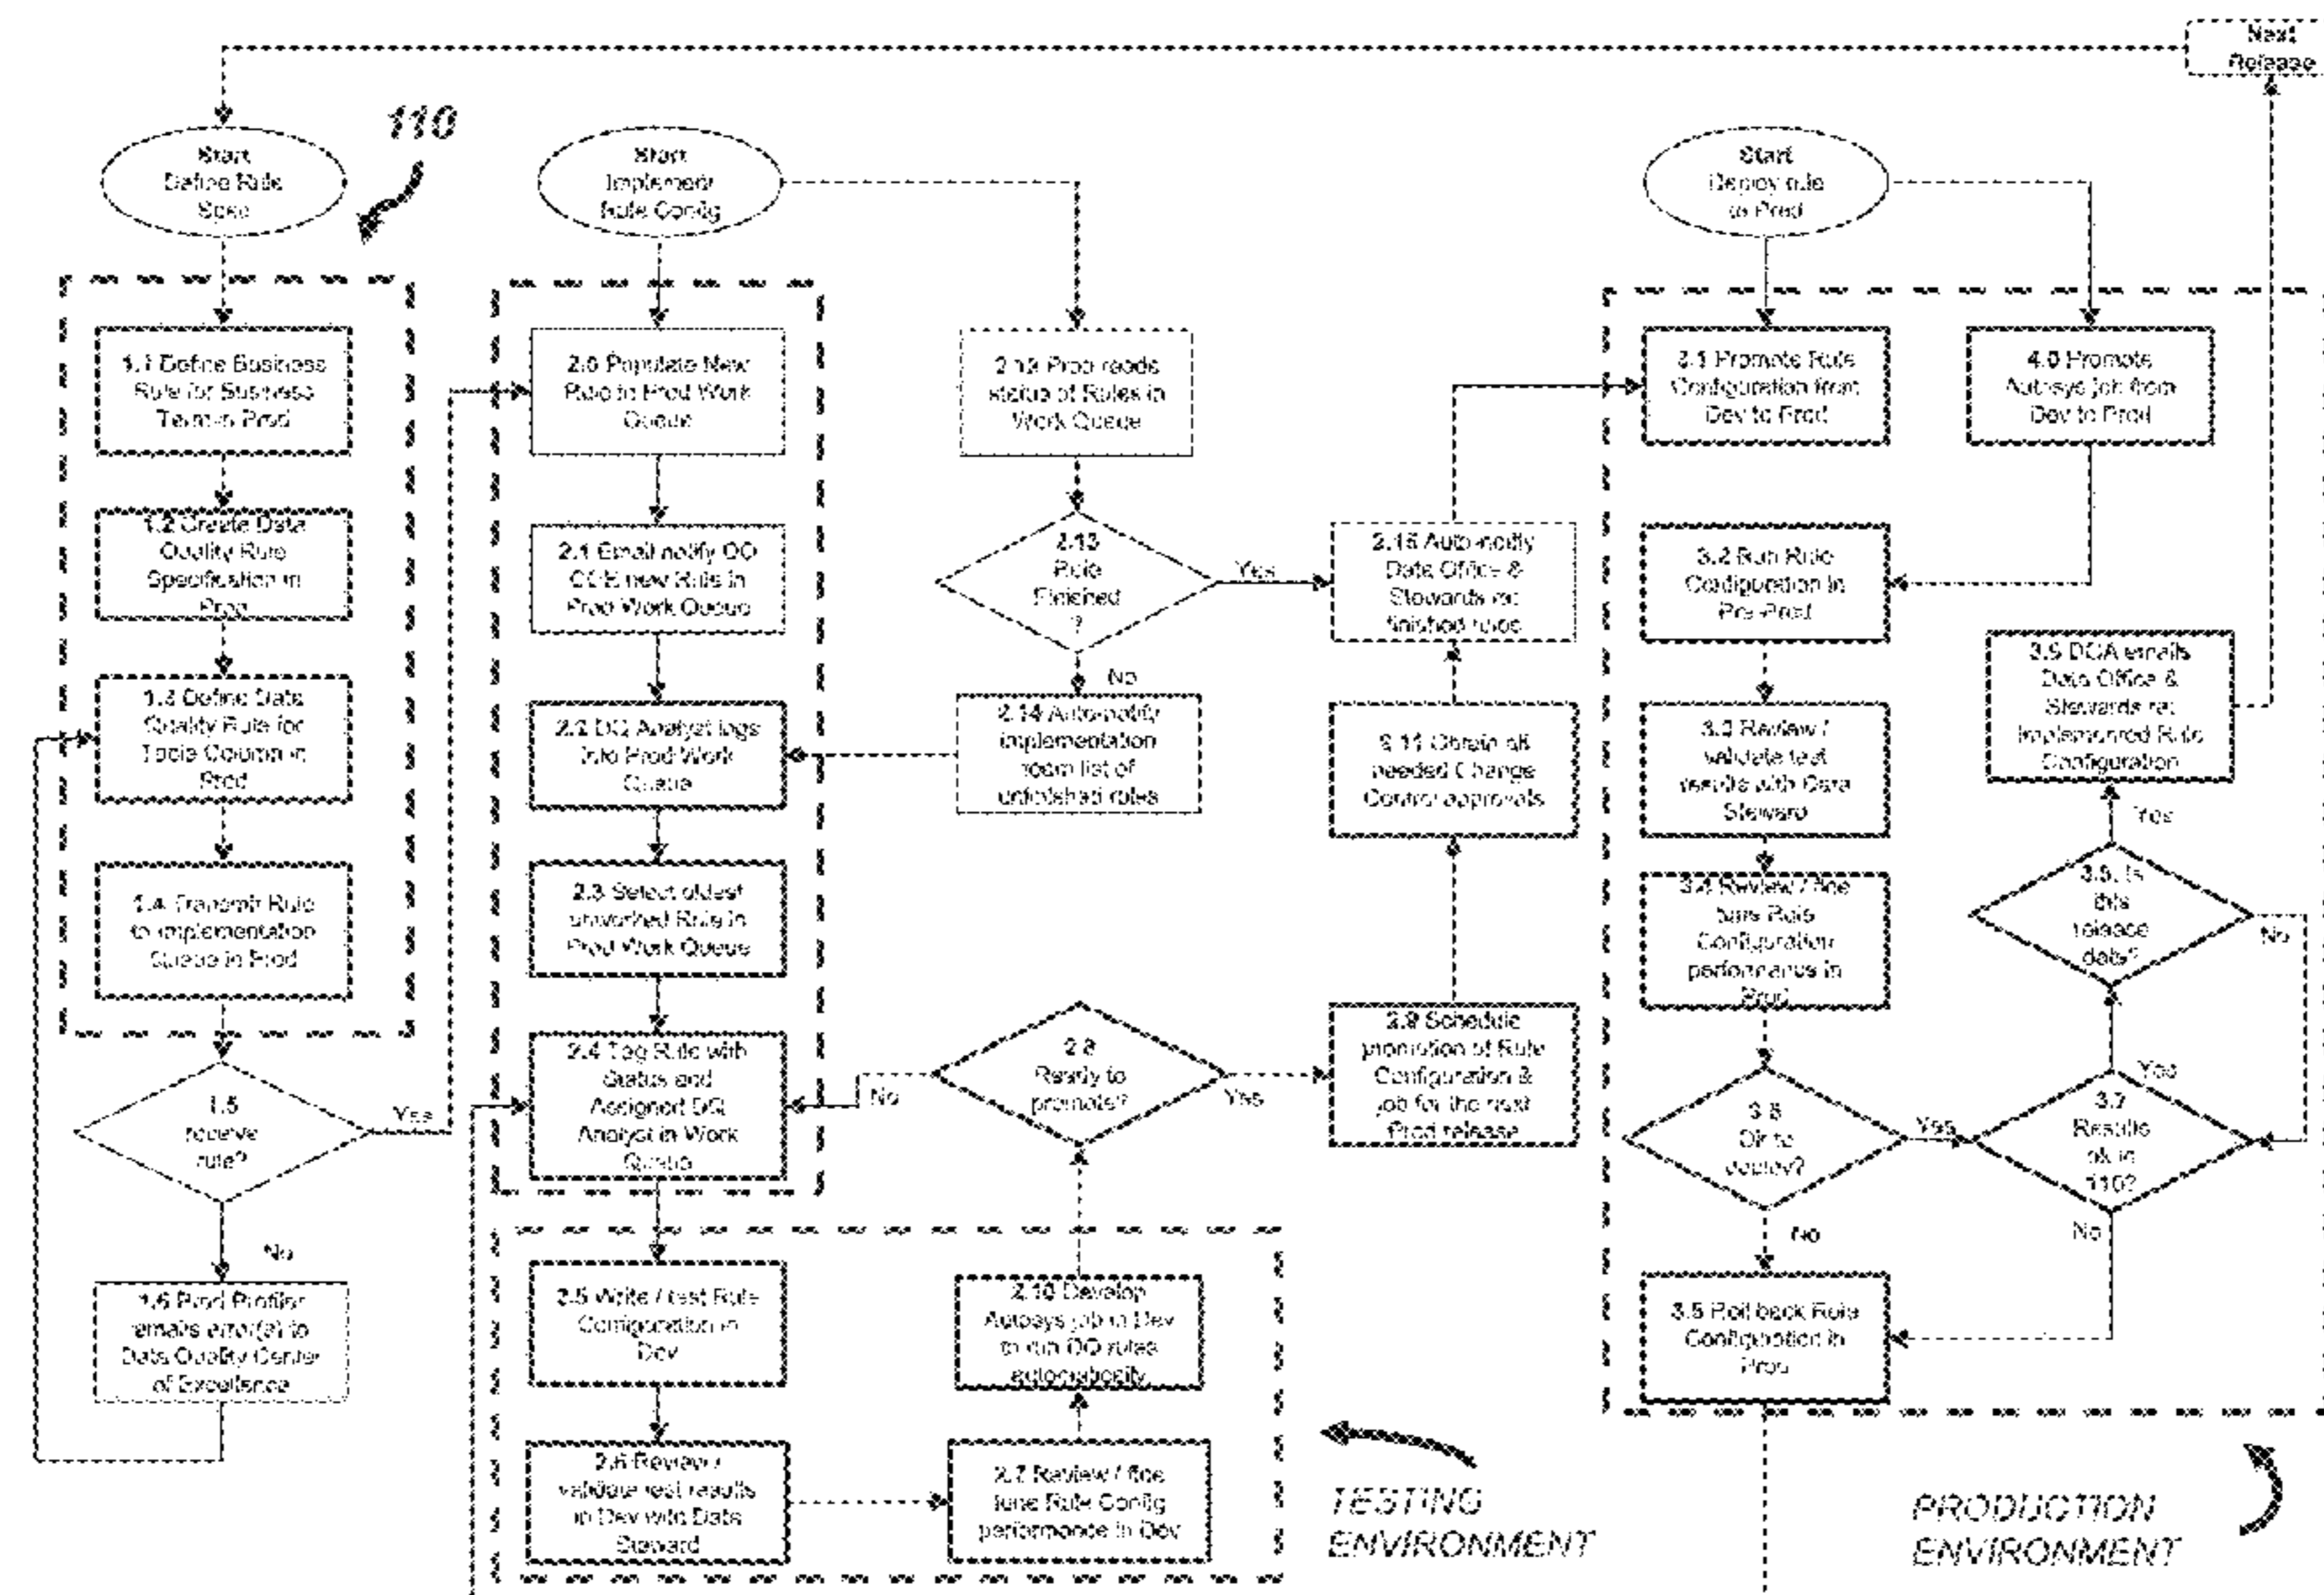 Next
Release
110
Start
Define Rule
Spec
Start
Implement
Rule Config
Start
Deploy rule
to Prod
1.1 Define Business
Rule for Business
Term in Prod
1.2 Create Data
Quality Rule
Specification in
Prod
1.3 Define Data
Quality Rule for
Table Column in
Prod
1.4 Transmit Rule
to Implementation
Queue in Prod
1.5
receive
rule?
Yes
No
1.6 Prod Profiler
emails error(s) to
Data Quality Center
of Excellence
2.0 Populate New
Rule to Prod Work
Queue
2.1 Email notify DQ
COE new Rule in
Prod Work Queue
2.2 DQ Analyst logs
into Prod Work
Queue
2.3 Select oldest
unworked Rule in
Prod Work Queue
2.4 Tag Rule with
Status and
Assigned DQ
Analyst in Work
Queue
2.5 Write / test Rule
Configuration in
Dev
2.6 Review /
validate test results
in Dev with Data
Steward
2.7 Review / fine
tune Rule Config
performance in Dev
2.10 Develop
Autosys job in Dev
to run DQ rules
automatically
2.8
Ready to
promote?
No
Yes
2.9 Schedule
promotion of Rule
Configuration &
job for the next
Prod release
2.11 Obtain all
needed Change
Control approvals
2.12 Prod reads
status of Rules in
Work Queue
2.13
Rule
Finished
?
Yes
No
2.14 Auto-notify
implementation
room list of
unfinished rules
2.15 Auto-notify
Data Office &
Stewards re:
finished rules
3.1 Promote Rule
Configuration from
Dev to Prod
4.0 Promote
Autosys job from
Dev to Prod
3.2 Run Rule
Configuration in
Pre-Prod
3.3 Review /
validate test
results with Data
Steward
3.4 Review / fine
tune Rule
Configuration
performance in
Prod
Ok to
deploy?
Yes
No
3.7
Results
ok in
110?
Yes
No
Is
this
release
date?
Yes
No
DCA emails
Data Office &
Stewards re:
Implemented Rule
Configuration
3.5 Roll back Rule
Configuration in
Prod
TESTING
ENVIRONMENT
PRODUCTION
ENVIRONMENT